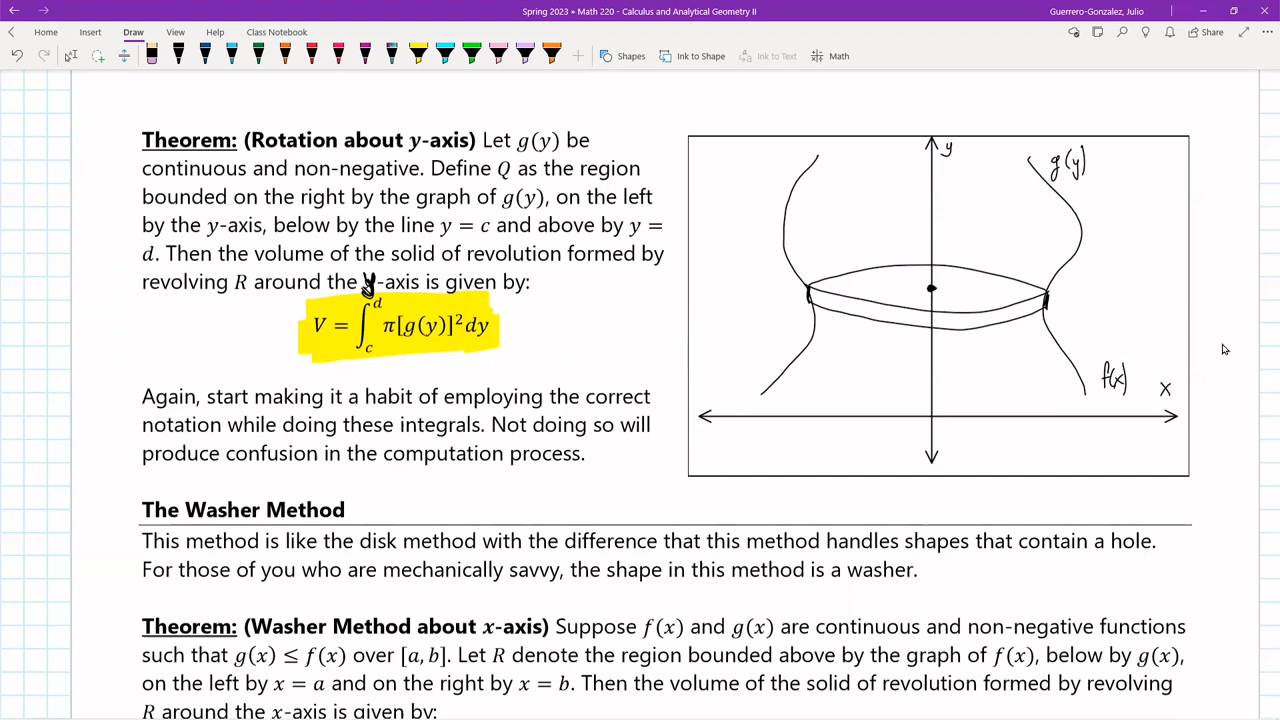 Spring 2023 » Math 220 - Calculus and Analytical Geometry II
Guerrero-Gonzalez, Julio
Home Insert Draw View Help Class Notebook
Share
Shapes Ink to Shape Ink to Text Math
Theorem: (Rotation about y-axis) Let g(y) be
continuous and non-negative. Define Q as the region
bounded on the right by the graph of g(y), on the left
by the y-axis, below by the line y = c and above by y =
d. Then the volume of the solid of revolution formed by
revolving R around the y-axis is given by:
V = ∫_c^d π[g(y)]² dy
Again, start making it a habit of employing the correct
notation while doing these integrals. Not doing so will
produce confusion in the computation process.
y
g(y)
f(x)
x
The Washer Method
This method is like the disk method with the difference that this method handles shapes that contain a hole.
For those of you who are mechanically savvy, the shape in this method is a washer.
Theorem: (Washer Method about x-axis) Suppose f(x) and g(x) are continuous and non-negative functions
such that g(x) ≤ f(x) over [a, b]. Let R denote the region bounded above by the graph of f(x), below by g(x),
on the left by x = a and on the right by x = b. Then the volume of the solid of revolution formed by revolving
R around the x-axis is given by: